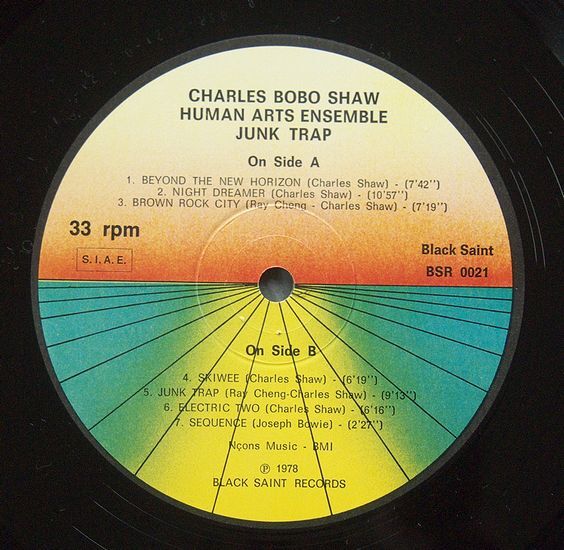 CHARLES BOBO SHAW
HUMAN ARTS ENSEMBLE
JUNK TRAP
On Side A
1. BEYOND THE NEW HORIZON (Charles Shaw) - (7'42'')
2. NIGHT DREAMER (Charles Shaw) - (10'57'')
3. BROWN ROCK CITY (Ray Cheng - Charles Shaw) - (7'19'')
33 rpm
S. I. A. E.
Black Saint
BSR 0021
On Side B
4. SKIWEE (Charles Shaw) - (6'19'')
5. JUNK TRAP (Ray Cheng-Charles Shaw) - (9'13'')
6. ELECTRIC TWO (Charles Shaw) - (6'16'')
7. SEQUENCE (Joseph Bowie) - (2'27'')
Nçons Music - BMI
℗ 1978
BLACK SAINT RECORDS